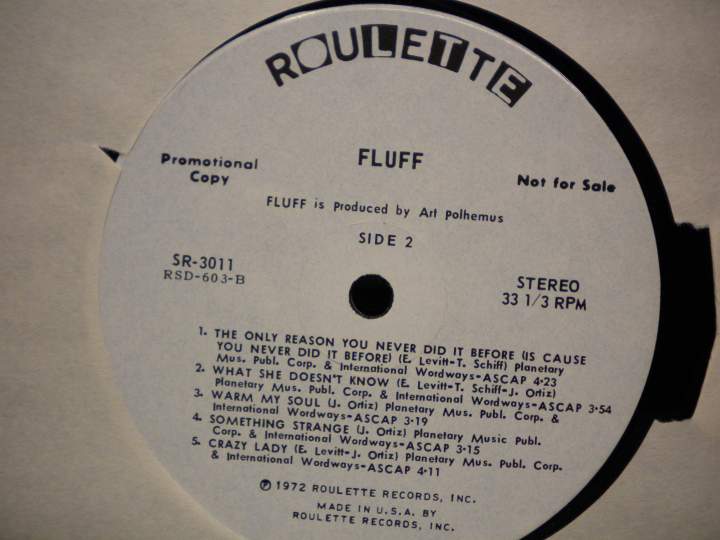 ROULETTE
Promotional
Copy
FLUFF
Not for Sale
FLUFF is produced by Art Polhemus
SIDE 2
SR-3011
RSD-603-B
STEREO
33 1/3 RPM
1. THE ONLY REASON YOU NEVER DID IT BEFORE (IS CAUSE
YOU NEVER DID IT BEFORE) (E. Levitt-T. Schiff) Planetary
Mus. Publ. Corp. & International Wordways-ASCAP 4:23
2. WHAT SHE DOESN'T KNOW (E. Levitt-T. Schiff-J. Ortiz)
Planetary Mus. Publ. Corp. & International Wordways-ASCAP 3:54
3. WARM MY SOUL (J. Ortiz) Planetary Mus. Publ. Corp. &
International Wordways-ASCAP 3:19
4. SOMETHING STRANGE (J. Ortiz) Planetary Music Publ.
Corp. & International Wordways-ASCAP 3:15
5. CRAZY LADY (E. Levitt-J. Ortiz) Planetary Mus. Publ. Corp.
& International Wordways-ASCAP 4:11
℗ 1972 ROULETTE RECORDS, INC.
MADE IN U.S.A. BY
ROULETTE RECORDS, INC.